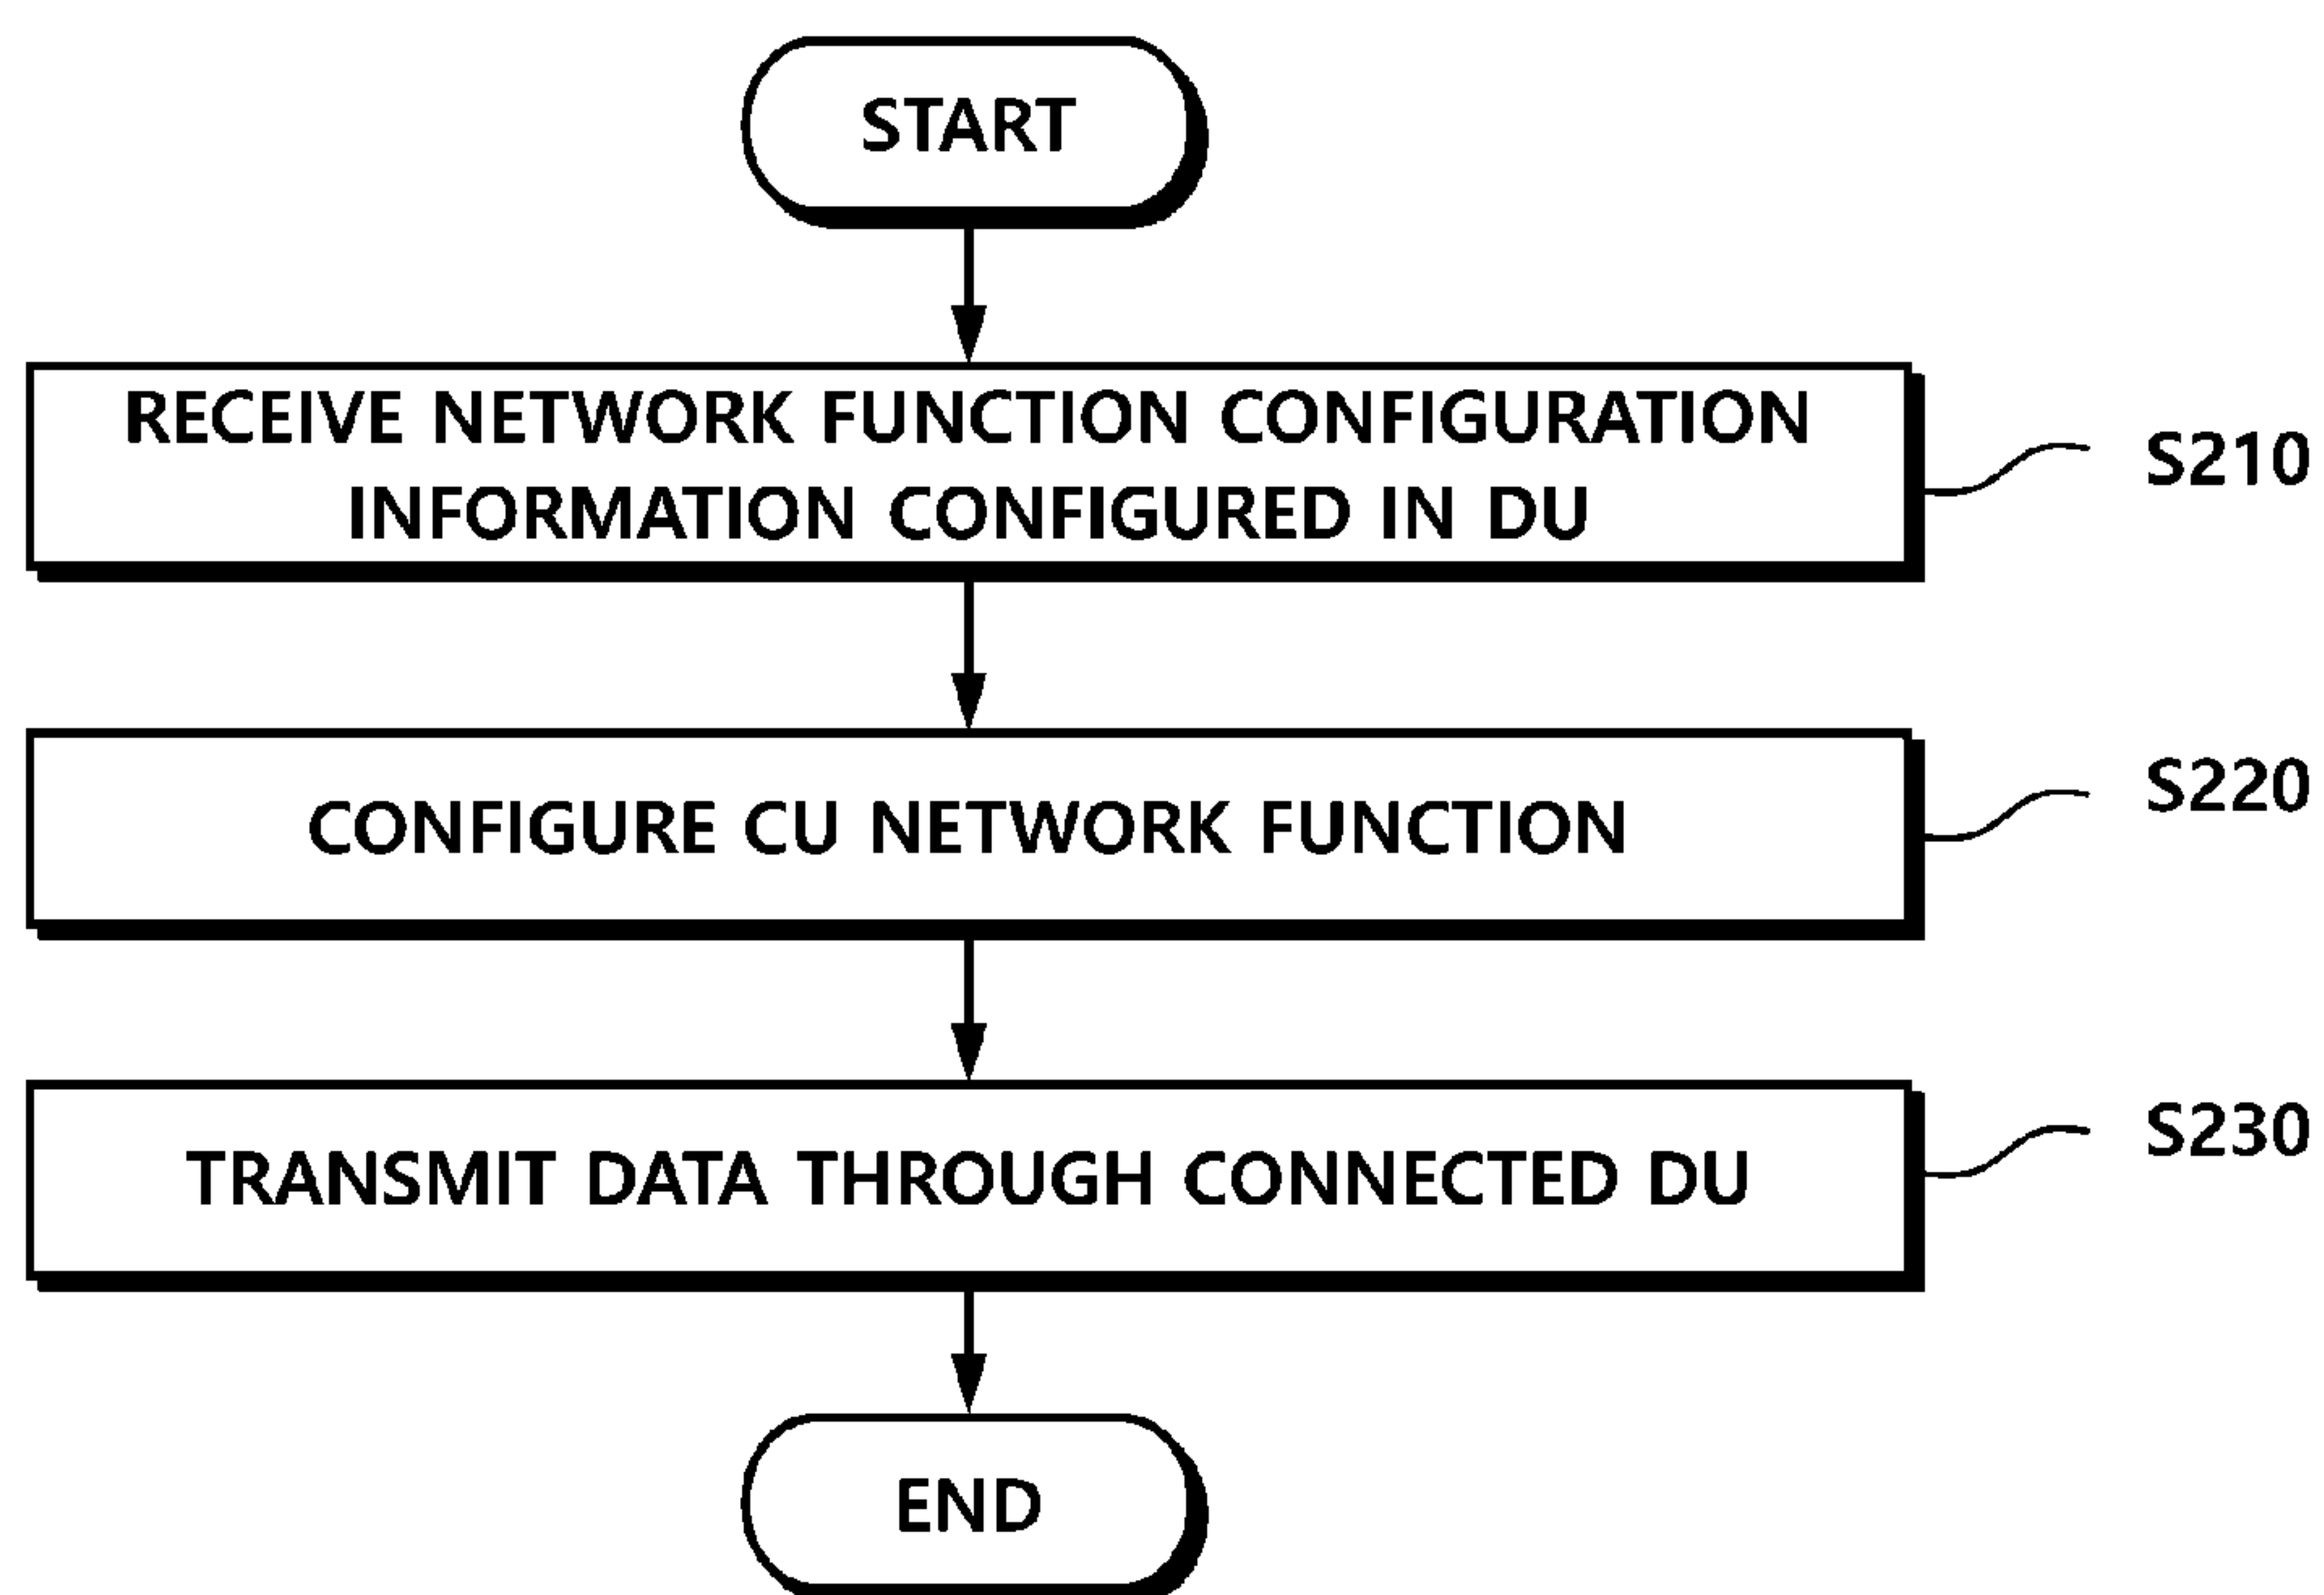 START
RECEIVE NETWORK FUNCTION CONFIGURATION
INFORMATION CONFIGURED IN DU
S210
CONFIGURE CU NETWORK FUNCTION
S220
TRANSMIT DATA THROUGH CONNECTED DU
S230
END